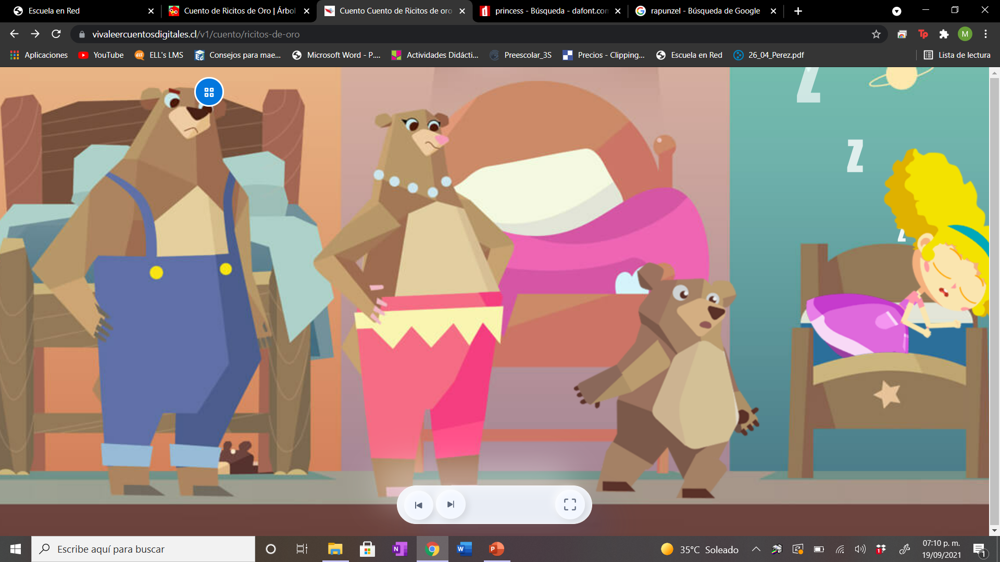 Escuela en Red
Cuento de Ricitos de Oro | Árbol
Cuento Cuento de Ricitos de oro
princess - Búsqueda - dafont.com
rapunzel - Búsqueda de Google
vivaleercuentosdigitales.cl/v1/cuento/ricitos-de-oro
Tp
M
Aplicaciones
YouTube
ELL's LMS
Consejos para mae...
Microsoft Word - P....
Actividades Didácti...
Preescolar_3S
Precios - Clipping...
Escuela en Red
26_04_Perez.pdf
Lista de lectura
Z
Z
Z
Escribe aquí para buscar
35°C Soleado
07:10 p. m.
19/09/2021
1